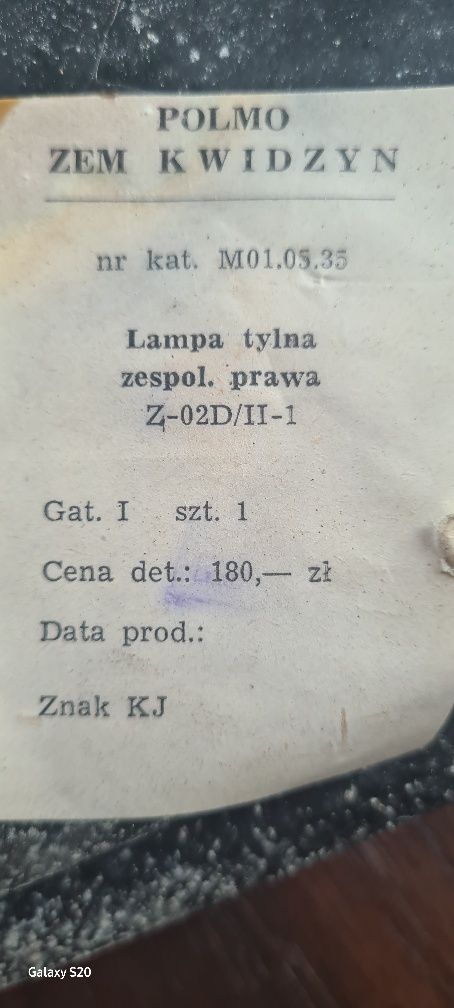 POLMO
ZEM KWIDZYN
nr kat. M01.05.35
Lampa tylna
zespol. prawa
Z-02D/II-1
Gat. I szt. 1
Cena det.: 180,— zł
Data prod.:
Znak KJ
Galaxy S20